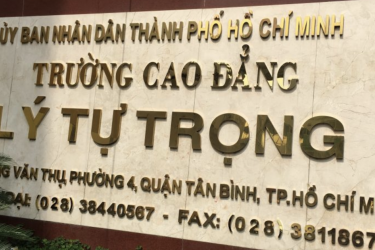 ỦY BAN NHÂN DÂN THÀNH PHỐ HỒ CHÍ MINH
TRƯỜNG CAO ĐẲNG
LÝ TỰ TRỌNG
VĂN THỤ, PHƯỜNG 4, QUẬN TÂN BÌNH, TP.HỒ CHÍ M
(028) 38440567 - FAX: (028) 3811867